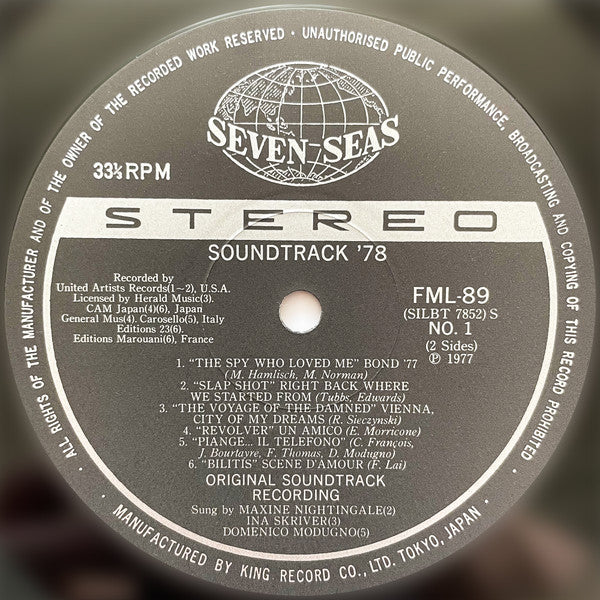 ALL RIGHTS OF THE MANUFACTURER AND OF THE OWNER OF THE RECORDED WORK RESERVED · UNAUTHORISED PUBLIC PERFORMANCE, BROADCASTING AND COPYING OF THIS RECORD PROHIBITED
SEVEN SEAS
33⅓ RPM
STEREO
SOUNDTRACK '78
Recorded by
United Artists Records(1~2), U.S.A.
Licensed by Herald Music(3).
CAM Japan(4)(6), Japan
General Mus(4). Carosello(5), Italy
Editions 23(6)
Editions Marouani(6), France
FML-89
(SILBT 7852) S
NO. 1
(2 Sides)
℗ 1977
1. "THE SPY WHO LOVED ME" BOND '77
(M. Hamlisch, M. Norman)
2. "SLAP SHOT" RIGHT BACK WHERE
WE STARTED FROM (Tubbs, Edwards)
3. "THE VOYAGE OF THE DAMNED" VIENNA,
CITY OF MY DREAMS (R. Sieczynski)
4. "REVOLVER" UN AMICO (E. Morricone)
5. "PIANGE... IL TELEFONO" (C. François,
J. Bourtayre, F. Thomas, D. Modugno)
6. "BILITIS" SCENE D'AMOUR (F. Lai)
ORIGINAL SOUNDTRACK
RECORDING
Sung by MAXINE NIGHTINGALE(2)
INA SKRIVER(3)
DOMENICO MODUGNO(5)
MANUFACTURED BY KING RECORD CO., LTD. TOKYO, JAPAN